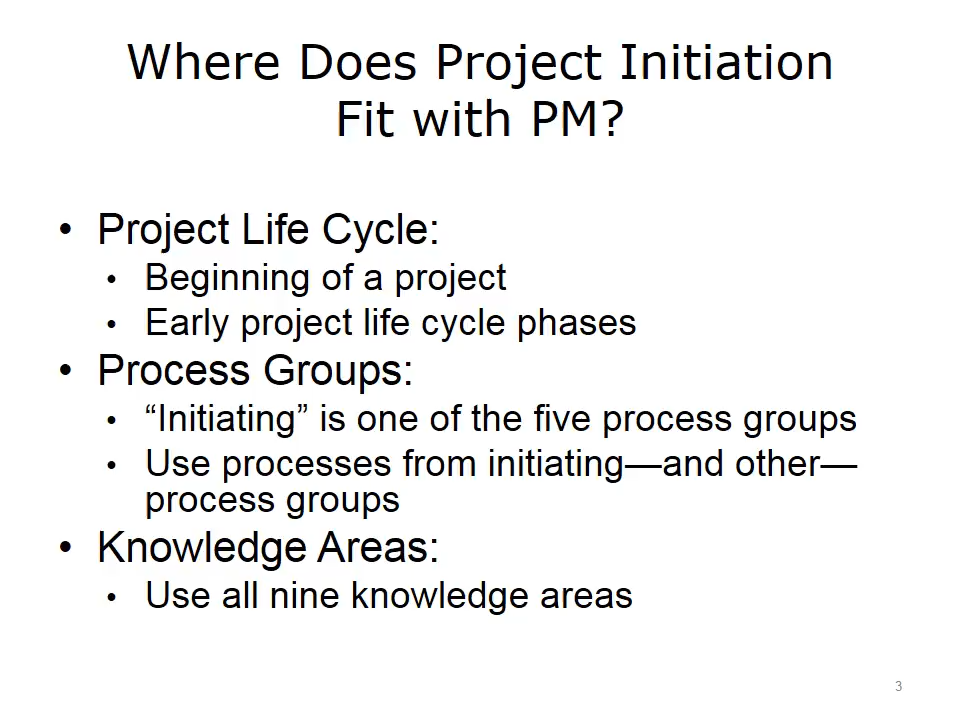 Where Does Project Initiation
Fit with PM?
• Project Life Cycle:
• Beginning of a project
• Early project life cycle phases
• Process Groups:
• “Initiating” is one of the five process groups
• Use processes from initiating—and other—
process groups
• Knowledge Areas:
• Use all nine knowledge areas
3